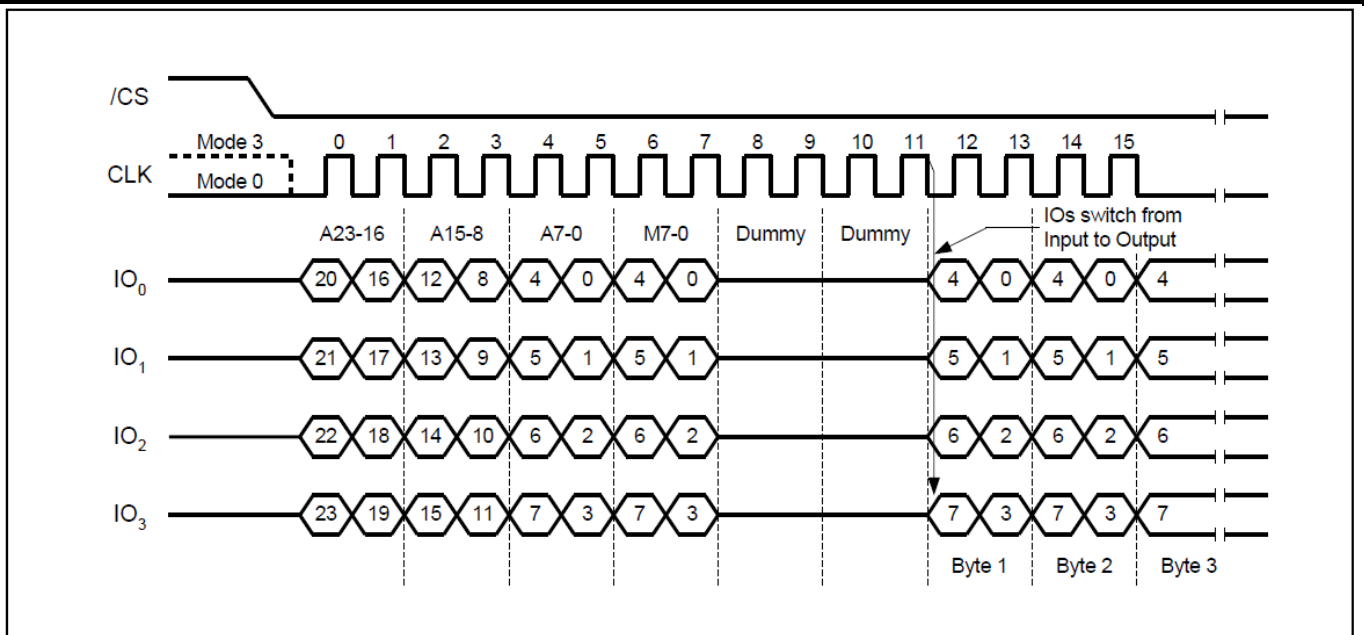 /CS
Mode 3
0 1 2 3 4 5 6 7 8 9 10 11 12 13 14 15
CLK
Mode 0
IOs switch from
Input to Output
A23-16 A15-8 A7-0 M7-0 Dummy Dummy
IO0 20 16 12 8 4 0 4 0 4 0 4 0 4
IO1 21 17 13 9 5 1 5 1 5 1 5 1 5
IO2 22 18 14 10 6 2 6 2 6 2 6 2 6
IO3 23 19 15 11 7 3 7 3 7 3 7 3 7
Byte 1 Byte 2 Byte 3